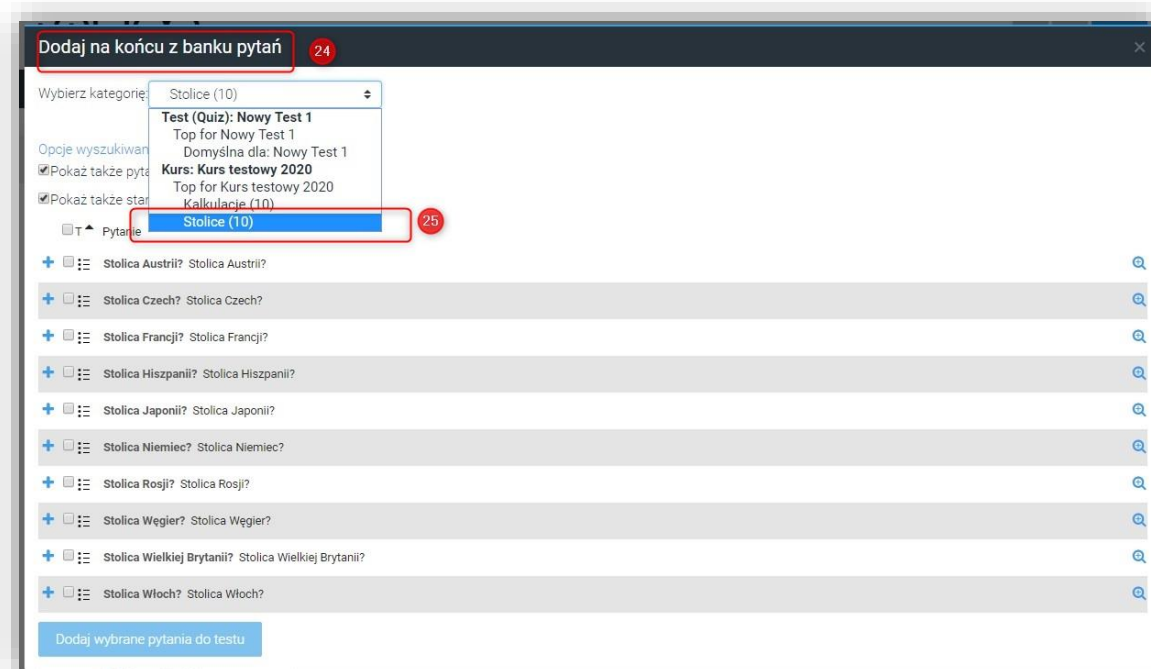 Dodaj na końcu z banku pytań 24
Wybierz kategorię: Stolice (10)
Test (Quiz): Nowy Test 1
Top for Nowy Test 1
Opcje wyszukiwan Domyślna dla: Nowy Test 1
Pokaż także pyta Kurs: Kurs testowy 2020
Top for Kurs testowy 2020
Pokaż także star Kalkulacje (10)
Stolice (10) 25
T Pytanie
Stolica Austrii? Stolica Austrii?
Stolica Czech? Stolica Czech?
Stolica Francji? Stolica Francji?
Stolica Hiszpanii? Stolica Hiszpanii?
Stolica Japonii? Stolica Japonii?
Stolica Niemiec? Stolica Niemiec?
Stolica Rosji? Stolica Rosji?
Stolica Węgier? Stolica Węgier?
Stolica Wielkiej Brytanii? Stolica Wielkiej Brytanii?
Stolica Włoch? Stolica Włoch?
Dodaj wybrane pytania do testu